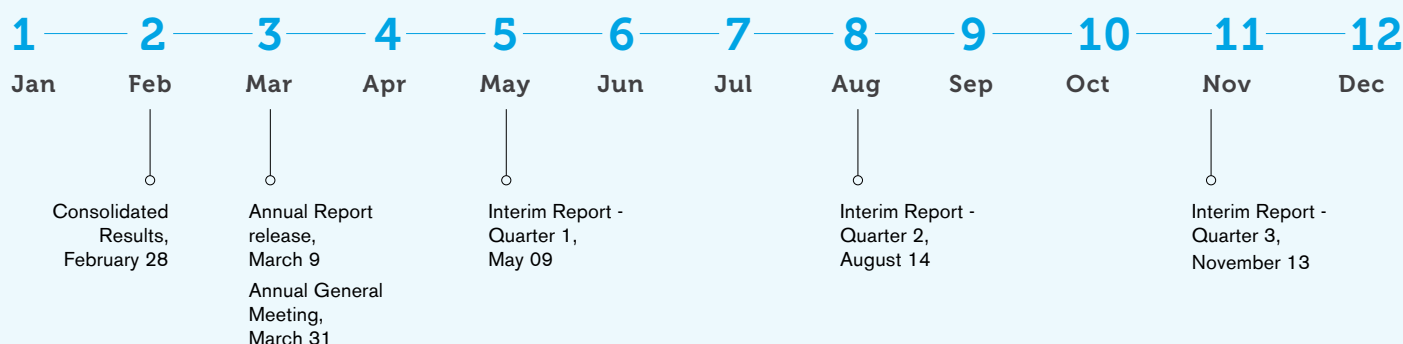 1 2 3 4 5 6 7 8 9 10 11 12
Jan Feb Mar Apr May Jun Jul Aug Sep Oct Nov Dec
Consolidated
Results,
February 28
Annual Report
release,
March 9
Annual General
Meeting,
March 31
Interim Report -
Quarter 1,
May 09
Interim Report -
Quarter 2,
August 14
Interim Report -
Quarter 3,
November 13